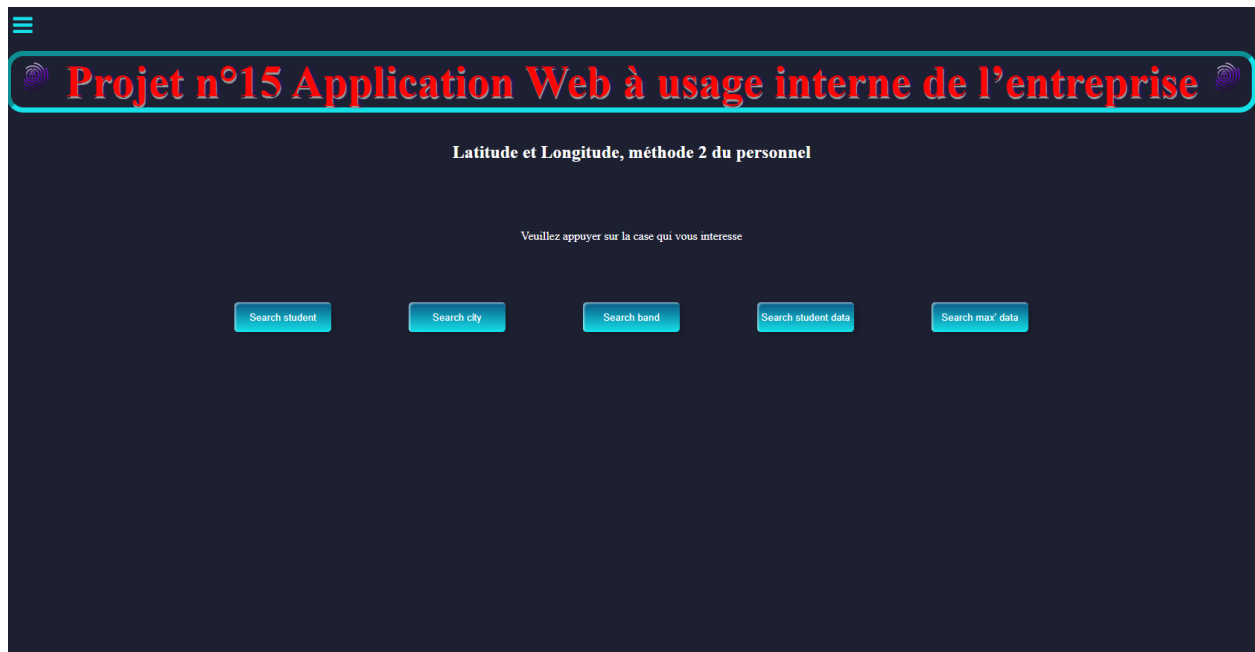 Projet n°15 Application Web à usage interne de l’entreprise
Latitude et Longitude, méthode 2 du personnel
Veuillez appuyer sur la case qui vous interesse
Search student Search city Search band Search student data Search max' data